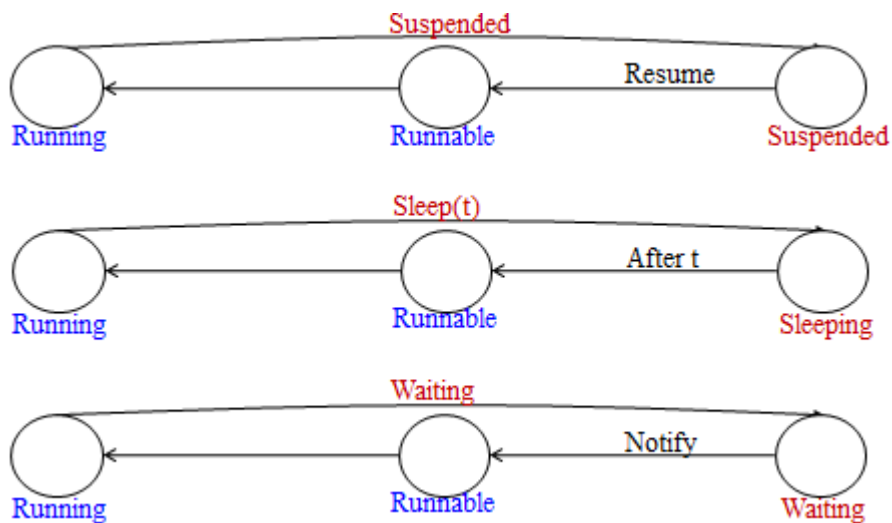 Suspended
Resume
Running Runnable Suspended
Sleep(t)
After t
Running Runnable Sleeping
Waiting
Notify
Running Runnable Waiting